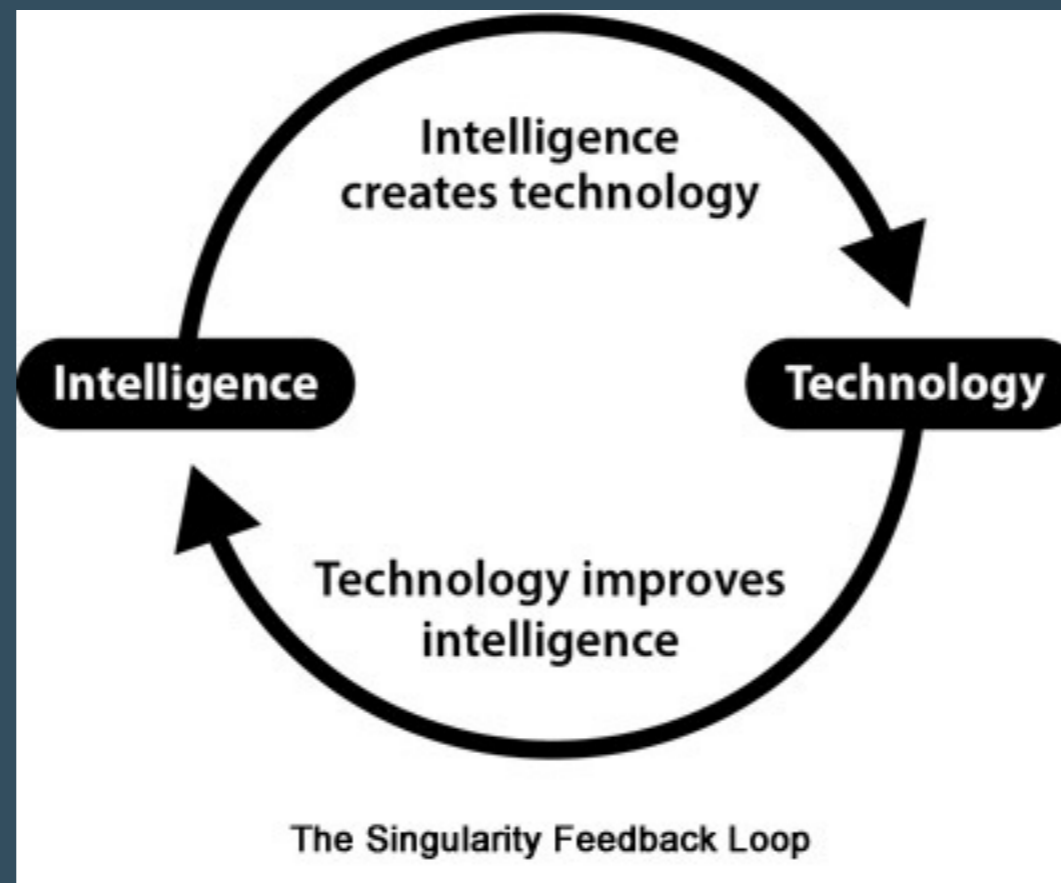 Intelligence
creates technology
Intelligence
Technology
Technology improves
intelligence
The Singularity Feedback Loop